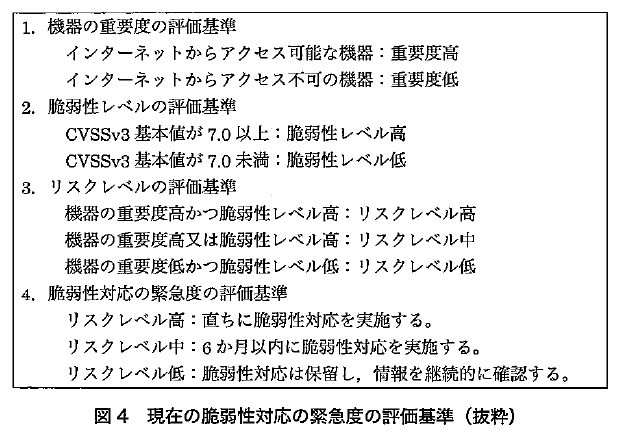 1. 機器の重要度の評価基準
インターネットからアクセス可能な機器：重要度高
インターネットからアクセス不可の機器：重要度低
2. 脆弱性レベルの評価基準
CVSSv3 基本値が 7.0 以上：脆弱性レベル高
CVSSv3 基本値が 7.0 未満：脆弱性レベル低
3. リスクレベルの評価基準
機器の重要度高かつ脆弱性レベル高：リスクレベル高
機器の重要度高又は脆弱性レベル高：リスクレベル中
機器の重要度低かつ脆弱性レベル低：リスクレベル低
4. 脆弱性対応の緊急度の評価基準
リスクレベル高：直ちに脆弱性対応を実施する。
リスクレベル中：6 か月以内に脆弱性対応を実施する。
リスクレベル低：脆弱性対応は保留し，情報を継続的に確認する。
図 4 現在の脆弱性対応の緊急度の評価基準（抜粋）